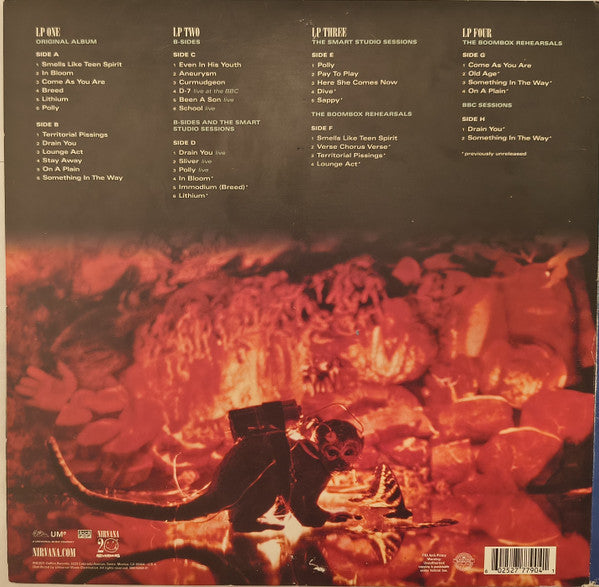 LP ONE
ORIGINAL ALBUM
SIDE A
1 Smells Like Teen Spirit
2 In Bloom
3 Come As You Are
4 Breed
5 Lithium
6 Polly
SIDE B
1 Territorial Pissings
2 Drain You
3 Lounge Act
4 Stay Away
5 On A Plain
6 Something In The Way
LP TWO
B-SIDES
SIDE C
1 Even In His Youth
2 Aneurysm
3 Curmudgeon
4 D-7 live at the BBC
5 Been A Son live
6 School live
B-SIDES AND THE SMART
STUDIO SESSIONS
SIDE D
1 Drain You live
2 Sliver live
3 Polly live
4 In Bloom*
5 Immodium (Breed)*
6 Lithium*
LP THREE
THE SMART STUDIO SESSIONS
SIDE E
1 Polly
2 Pay To Play
3 Here She Comes Now
4 Dive*
5 Sappy*
THE BOOMBOX REHEARSALS
SIDE F
1 Smells Like Teen Spirit
2 Verse Chorus Verse*
3 Territorial Pissings*
4 Lounge Act*
LP FOUR
THE BOOMBOX REHEARSALS
SIDE G
1 Come As You Are
2 Old Age*
3 Something In The Way*
4 On A Plain*
BBC SESSIONS
SIDE H
1 Drain You*
2 Something In The Way*
*previously unreleased
UMe
NIRVANA
20
NIRVANA.COM
6 02527 77904 1